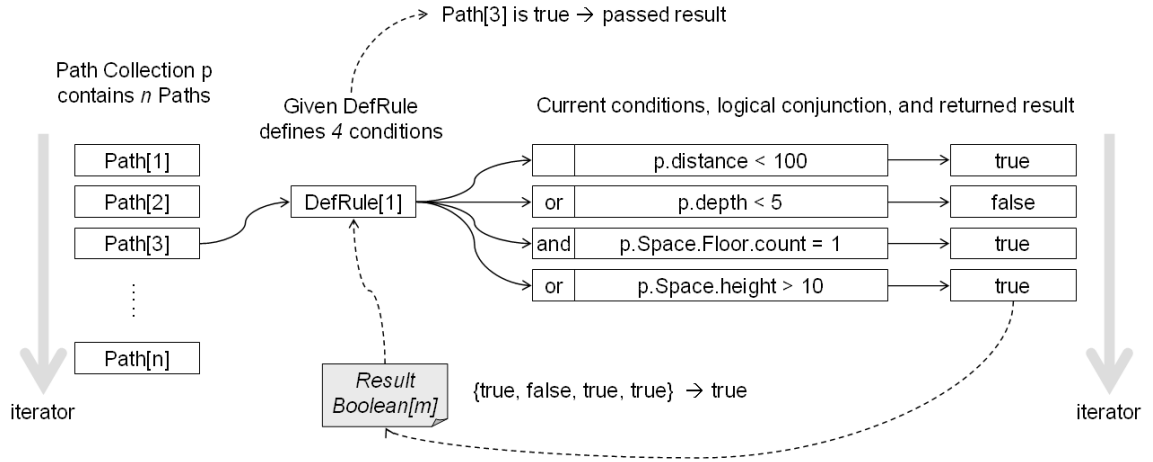 Path[3] is true → passed result
Path Collection p
contains n Paths
Given DefRule
defines 4 conditions
Current conditions, logical conjunction, and returned result
Path[1]
Path[2]
Path[3]
Path[n]
iterator
DefRule[1]
p.distance < 100
true
or
p.depth < 5
false
and
p.Space.Floor.count = 1
true
or
p.Space.height > 10
true
Result
Boolean[m]
{true, false, true, true} → true
iterator